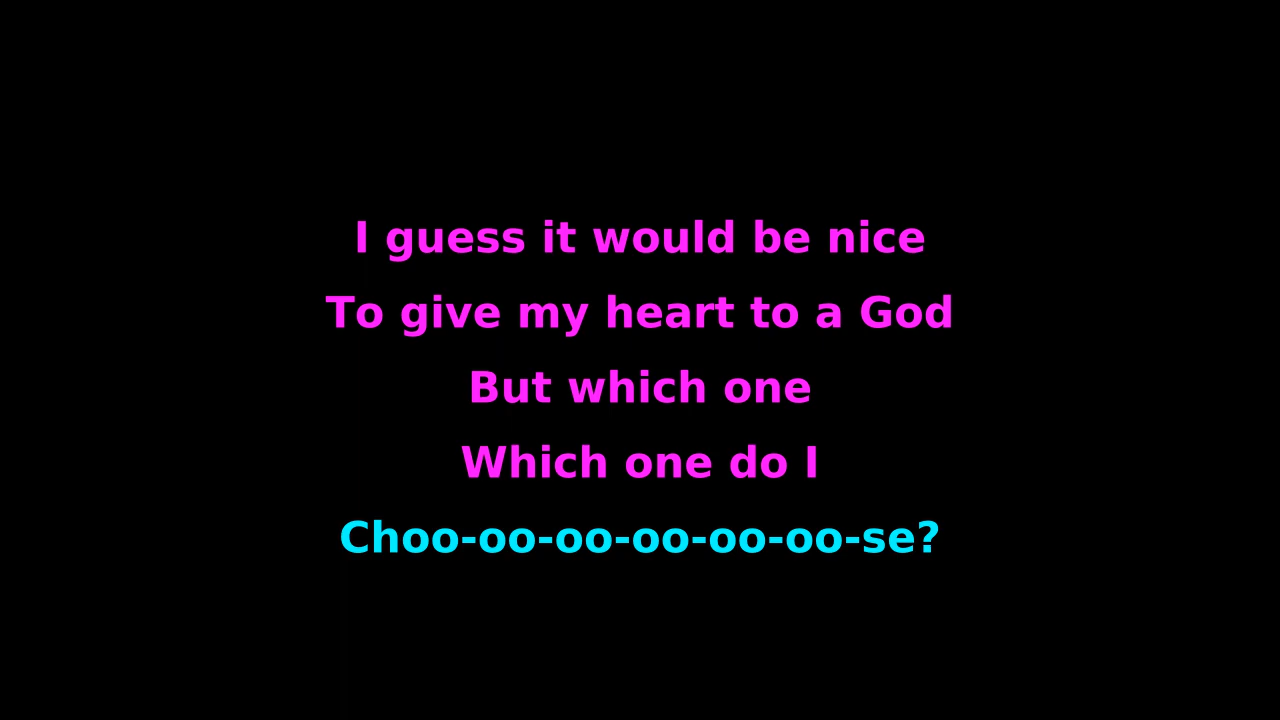 I guess it would be nice
To give my heart to a God
But which one
Which one do I
Choo-oo-oo-oo-oo-oo-se?